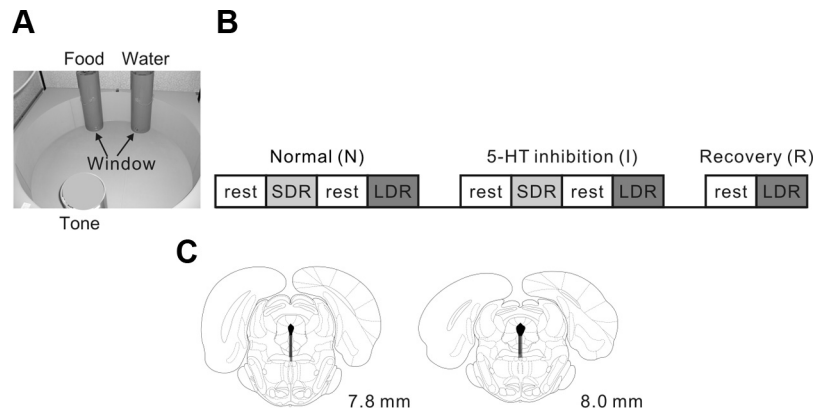 A
B
Food Water
Window
Tone
Normal (N)
5-HT inhibition (I)
Recovery (R)
rest SDR rest LDR
rest SDR rest LDR
rest LDR
C
7.8 mm
8.0 mm